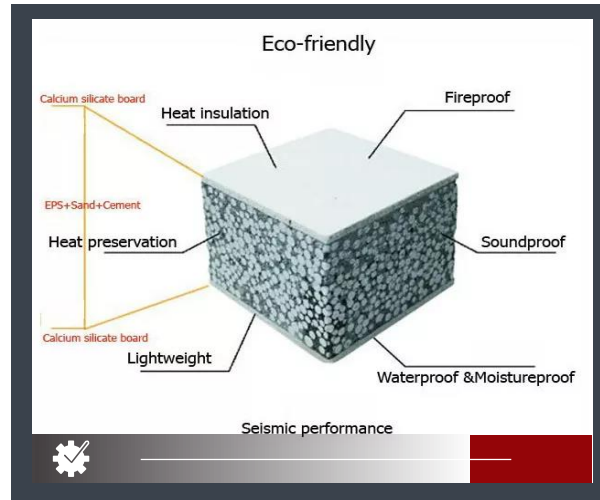 Eco-friendly
Calcium silicate board
Fireproof
Heat insulation
EPS+Sand+Cement
Heat preservation
Soundproof
Calcium silicate board
Lightweight
Waterproof &Moistureproof
Seismic performance